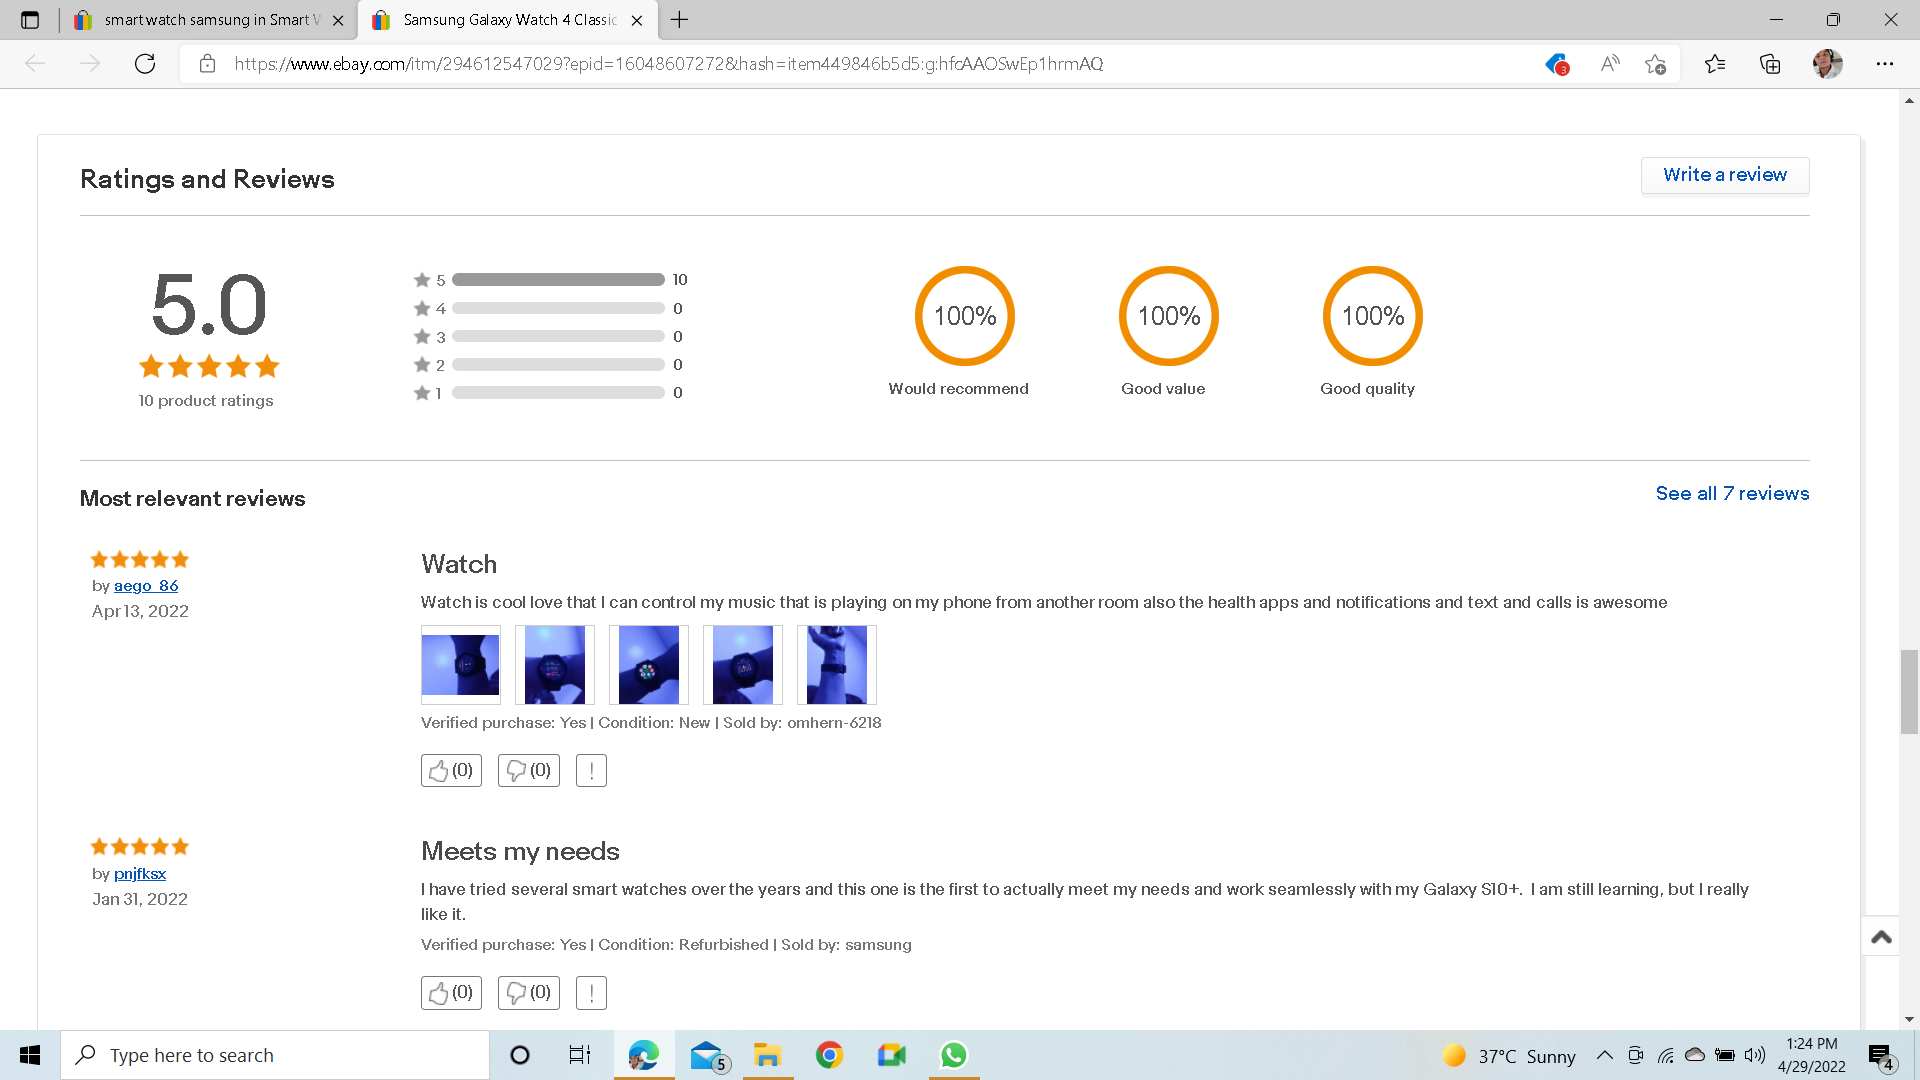 smart watch samsung in Smart W
Samsung Galaxy Watch 4 Classic
https://www.ebay.com/itm/294612547029?epid=16048607272&hash=item449846b5d5:g:hfcAAOSwEp1hrmAQ
3
Ratings and Reviews
Write a review
5.0
10 product ratings
5 10
4 0
3 0
2 0
1 0
100%
Would recommend
100%
Good value
100%
Good quality
Most relevant reviews
See all 7 reviews
by aego_86
Apr 13, 2022
Watch
Watch is cool love that I can control my music that is playing on my phone from another room also the health apps and notifications and text and calls is awesome
Verified purchase: Yes | Condition: New | Sold by: omhern-6218
(0) (0) !
by pnjfksx
Jan 31, 2022
Meets my needs
I have tried several smart watches over the years and this one is the first to actually meet my needs and work seamlessly with my Galaxy S10+. I am still learning, but I really
like it.
Verified purchase: Yes | Condition: Refurbished | Sold by: samsung
(0) (0) !
Type here to search
5
37°C Sunny
1:24 PM
4/29/2022
4